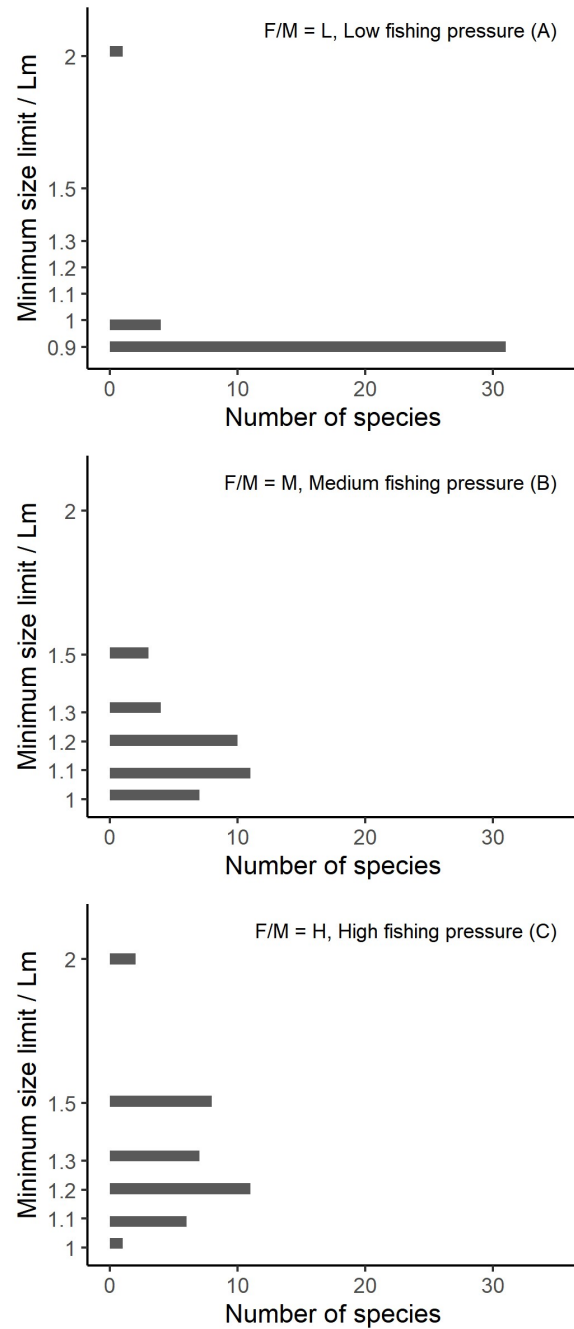 F/M = L, Low fishing pressure (A)
Minimum size limit / Lm
2
1.5
1.3
1.2
1.1
1
0.9
0 10 20 30
Number of species
F/M = M, Medium fishing pressure (B)
Minimum size limit / Lm
2
1.5
1.3
1.2
1.1
1
0 10 20 30
Number of species
F/M = H, High fishing pressure (C)
Minimum size limit / Lm
2
1.5
1.3
1.2
1.1
1
0 10 20 30
Number of species